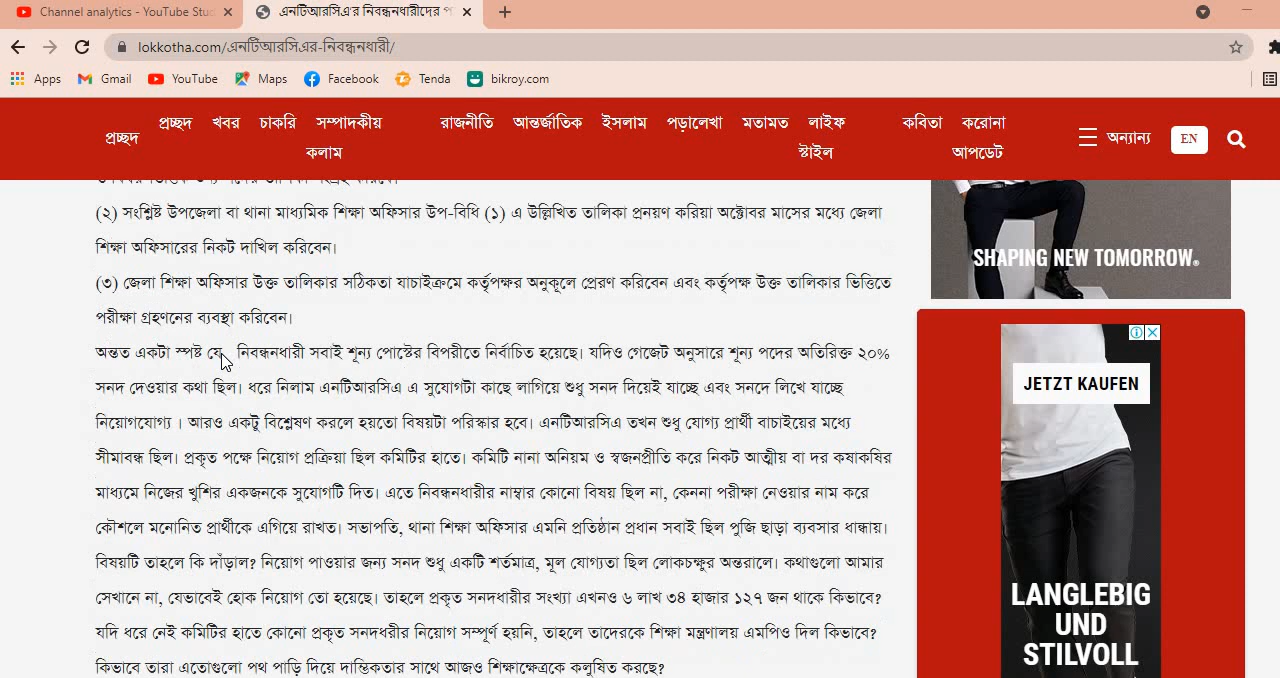 Channel analytics - YouTube Stud
এনটিআরসিএ'র নিবন্ধনধারীদের প
lokkotha.com/এনটিআরসিএর-নিবন্ধনধারী/
Apps Gmail YouTube Maps Facebook Tenda bikroy.com
প্রচ্ছদ প্রচ্ছদ খবর চাকরি সম্পাদকীয় কলাম রাজনীতি আন্তর্জাতিক ইসলাম পড়ালেখা মতামত লাইফ স্টাইল কবিতা করোনা আপডেট অন্যান্য EN
(২) সংশ্লিষ্ট উপজেলা বা থানা মাধ্যমিক শিক্ষা অফিসার উপ-বিধি (১) এ উল্লিখিত তালিকা প্রনয়ণ করিয়া অক্টোবর মাসের মধ্যে জেলা
শিক্ষা অফিসারের নিকট দাখিল করিবেন।
(৩) জেলা শিক্ষা অফিসার উক্ত তালিকার সঠিকতা যাচাইক্রমে কর্তৃপক্ষর অনুকূলে প্রেরণ করিবেন এবং কর্তৃপক্ষ উক্ত তালিকার ভিত্তিতে
পরীক্ষা গ্রহণনের ব্যবস্থা করিবেন।
অন্তত একটা স্পষ্ট যে নিবন্ধনধারী সবাই শূন্য পোস্টের বিপরীতে নির্বাচিত হয়েছে। যদিও গেজেট অনুসারে শূন্য পদের অতিরিক্ত ২০%
সনদ দেওয়ার কথা ছিল। ধরে নিলাম এনটিআরসিএ এ সুযোগটা কাছে লাগিয়ে শুধু সনদ দিয়েই যাচ্ছে এবং সনদে লিখে যাচ্ছে
নিয়োগযোগ্য । আরও একটু বিশ্লেষণ করলে হয়তো বিষয়টা পরিস্কার হবে। এনটিআরসিএ তখন শুধু যোগ্য প্রার্থী বাচাইয়ের মধ্যে
সীমাবন্ধ ছিল। প্রকৃত পক্ষে নিয়োগ প্রক্রিয়া ছিল কমিটির হাতে। কমিটি নানা অনিয়ম ও স্বজনপ্রীতি করে নিকট আত্মীয় বা দর কষাকষির
মাধ্যমে নিজের খুশির একজনকে সুযোগটি দিত। এতে নিবন্ধনধারীর নাম্বার কোনো বিষয় ছিল না, কেননা পরীক্ষা নেওয়ার নাম করে
কৌশলে মনোনিত প্রার্থীকে এগিয়ে রাখত। সভাপতি, থানা শিক্ষা অফিসার এমনি প্রতিষ্ঠান প্রধান সবাই ছিল পুজি ছাড়া ব্যবসার ধান্ধায়।
বিষয়টি তাহলে কি দাঁড়াল? নিয়োগ পাওয়ার জন্য সনদ শুধু একটি শর্তমাত্র, মূল যোগ্যতা ছিল লোকচক্ষুর অন্তরালে। কথাগুলো আমার
সেখানে না, যেভাবেই হোক নিয়োগ তো হয়েছে। তাহলে প্রকৃত সনদধারীর সংখ্যা এখনও ৬ লাখ ৩৪ হাজার ১২৭ জন থাকে কিভাবে?
যদি ধরে নেই কমিটির হাতে কোনো প্রকৃত সনদধরীর নিয়োগ সম্পূর্ণ হয়নি, তাহলে তাদেরকে শিক্ষা মন্ত্রণালয় এমপিও দিল কিভাবে?
কিভাবে তারা এতোগুলো পথ পাড়ি দিয়ে দাম্ভিকতার সাথে আজও শিক্ষাক্ষেত্রকে কলুষিত করছে?
SHAPING NEW TOMORROW®
JETZT KAUFEN
LANGLEBIG
UND
STILVOLL